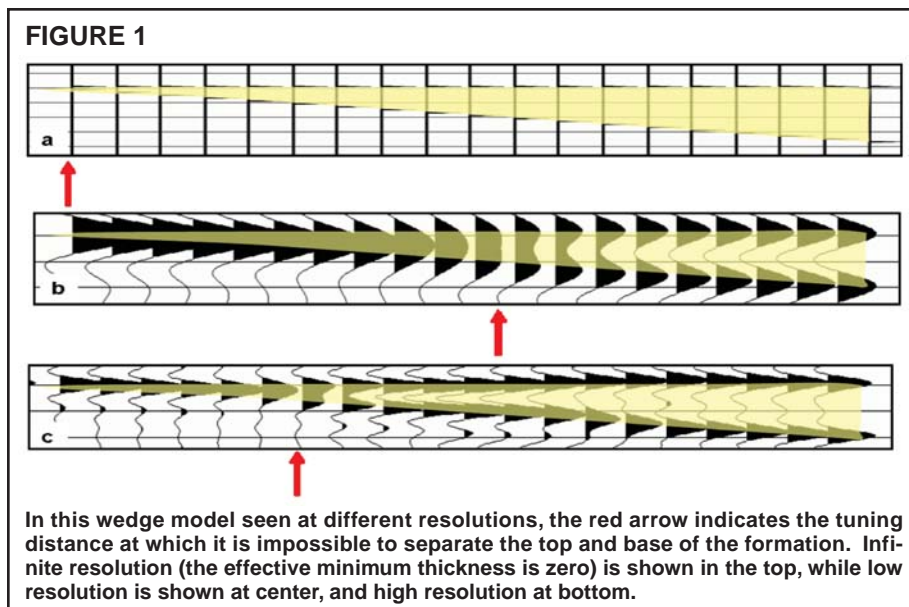 FIGURE 1
a
b
c
In this wedge model seen at different resolutions, the red arrow indicates the tuning
distance at which it is impossible to separate the top and base of the formation. Infi-
nite resolution (the effective minimum thickness is zero) is shown in the top, while low
resolution is shown at center, and high resolution at bottom.